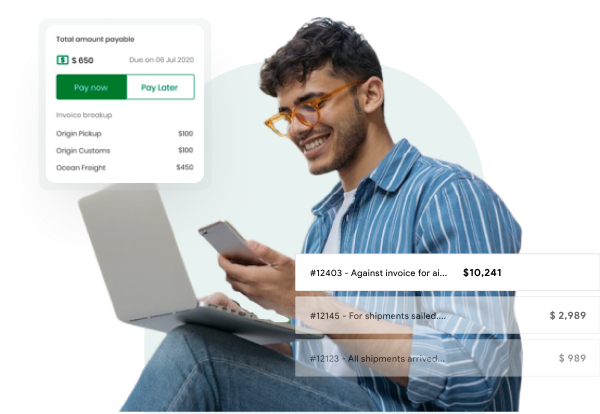 Total amount payable
$ 650 Due on 06 Jul 2020
Pay now Pay Later
Invoice breakup
Origin Pickup $100
Origin Customs $100
Ocean Freight $450
#12403 - Against invoice for ai... $10,241
#12145 - For shipments sailed.... $ 2,989
#12123 - All shipments arrived... $ 989